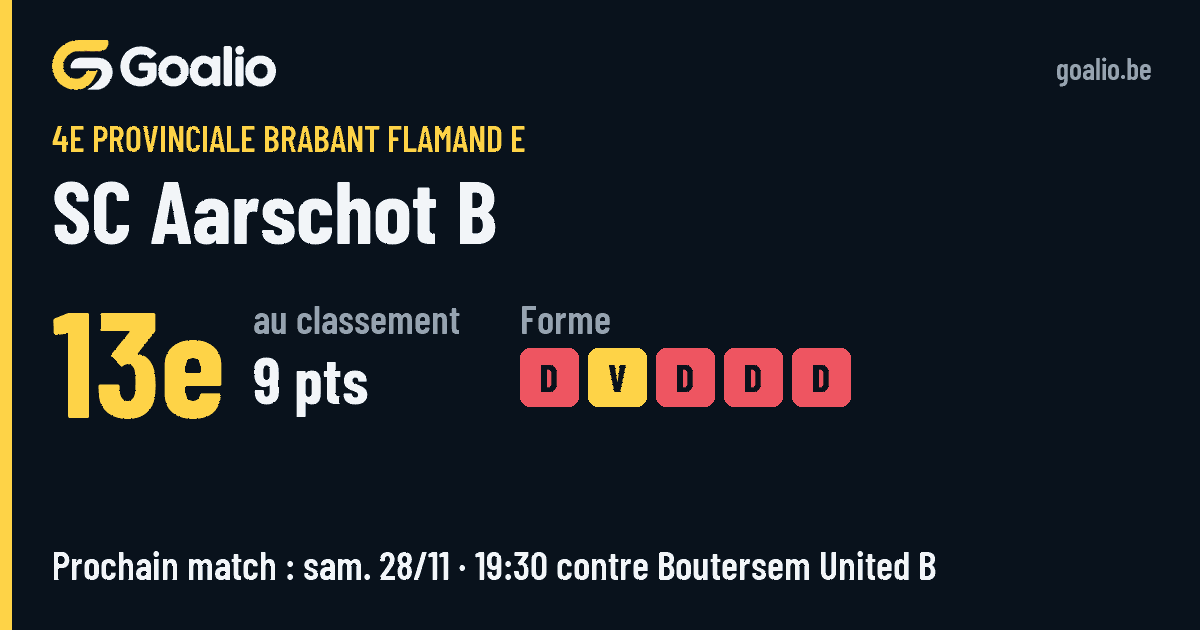 Goalio
goalio.be
4E PROVINCIALE BRABANT FLAMAND E
SC Aarschot B
13e
au classement
9 pts
Forme
D V D D D
Prochain match : sam. 28/11 · 19:30 contre Boutersem United B